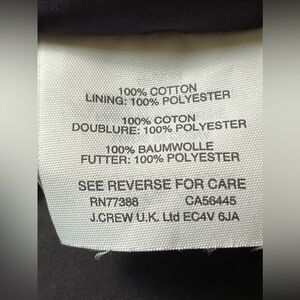 100% COTTON
LINING: 100% POLYESTER
100% COTON
DOUBLURE: 100% POLYESTER
100% BAUMWOLLE
FUTTER: 100% POLYESTER
SEE REVERSE FOR CARE
RN77388 CA56445
J.CREW U.K. Ltd EC4V 6JA